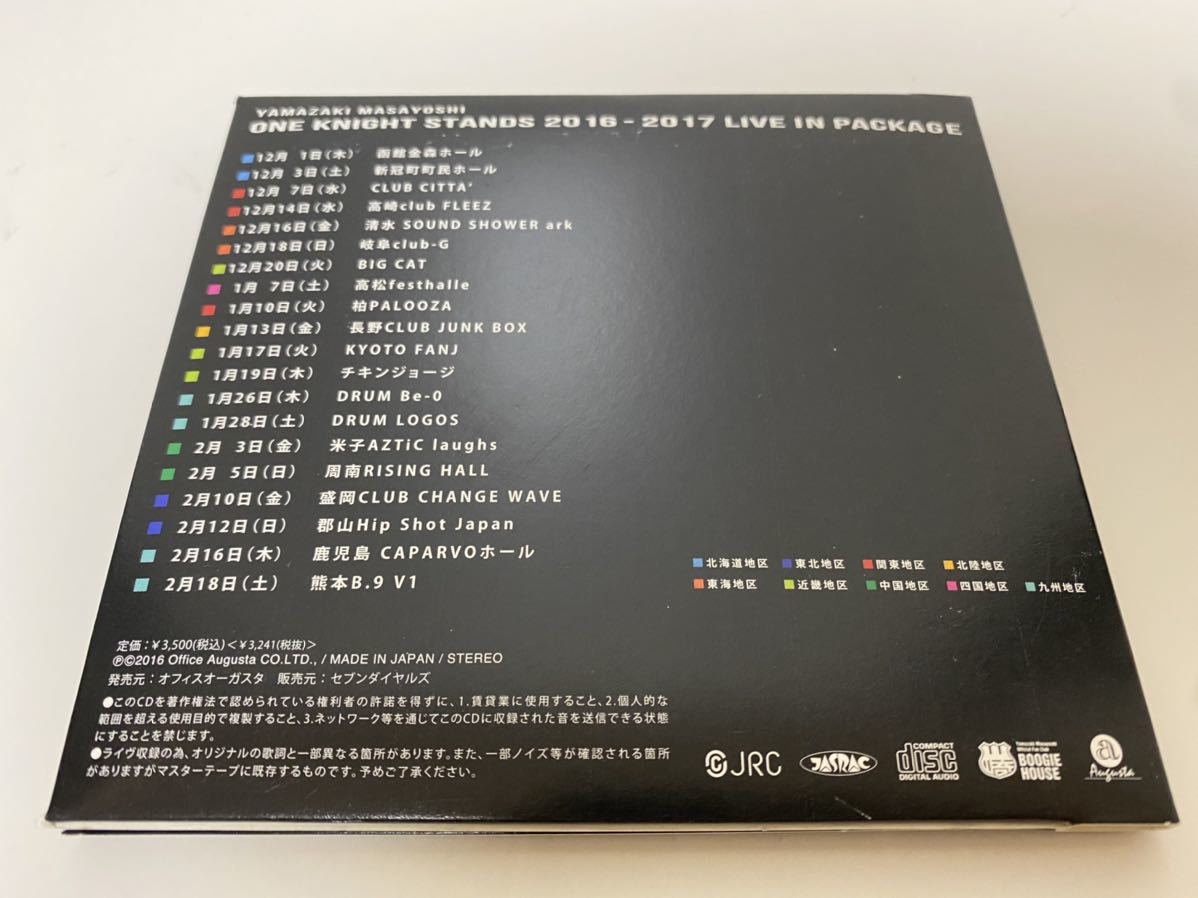 YAMAZAKI MASAYOSHI
ONE KNIGHT STANDS 2016-2017 LIVE IN PACKAGE
12月 1日(木) 函館金森ホール
12月 3日(土) 新冠町町民ホール
12月 7日(水) CLUB CITTA'
12月14日(水) 高崎club FLEEZ
12月16日(金) 清水 SOUND SHOWER ark
12月18日(日) 岐阜club-G
12月20日(火) BIG CAT
1月 7日(土) 高松festhalle
1月10日(火) 柏PALOOZA
1月13日(金) 長野CLUB JUNK BOX
1月17日(火) KYOTO FANJ
1月19日(木) チキンジョージ
1月26日(木) DRUM Be-0
1月28日(土) DRUM LOGOS
2月 3日(金) 米子AZTiC laughs
2月 5日(日) 周南RISING HALL
2月10日(金) 盛岡CLUB CHANGE WAVE
2月12日(日) 郡山Hip Shot Japan
2月16日(木) 鹿児島 CAPARVOホール
2月18日(土) 熊本B.9 V1
北海道地区 東北地区 関東地区 北陸地区
東海地区 近畿地区 中国地区 四国地区 九州地区
定価:¥3,500(税込)<¥3,241(税抜)>
℗©2016 Office Augusta CO.LTD., / MADE IN JAPAN / STEREO
発売元:オフィスオーガスタ 販売元:セブンダイヤルズ
●このCDを著作権法で認められている権利者の許諾を得ずに、1.賃貸業に使用すること、2.個人的な
範囲を超える使用目的で複製すること、3.ネットワーク等を通じてこのCDに収録された音を送信できる状態
にすることを禁じます。
●ライヴ収録の為、オリジナルの歌詞と一部異なる箇所があります。また、一部ノイズ等が確認される箇所
がありますがマスターテープに既存するものです。予めご了承ください。
JRC
JASRAC
COMPACT
disc
DIGITAL AUDIO
BOOGIE
HOUSE
a
Augusta